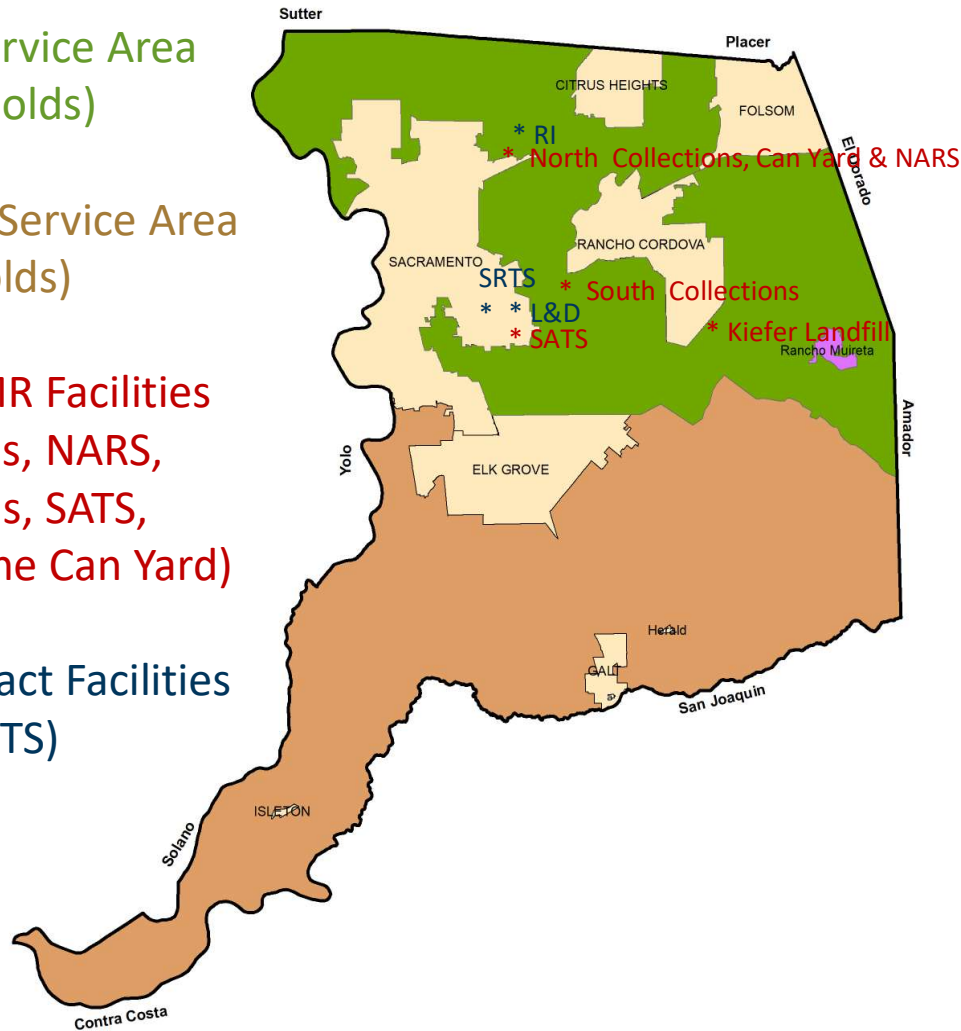 Sutter
rvice Area
olds)
Placer
CITRUS HEIGHTS
FOLSOM
* RI
* North Collections, Can Yard & NARS
El Dorado
Service Area
olds)
RANCHO CORDOVA
SACRAMENTO
SRTS
* South Collections
* * L&D
* SATS
* Kiefer Landfill
Rancho Muireta
IR Facilities
s, NARS,
s, SATS,
ne Can Yard)
Amador
Yolo
ELK GROVE
Herald
GALT
act Facilities
TS)
San Joaquin
ISLETON
Solano
Contra Costa